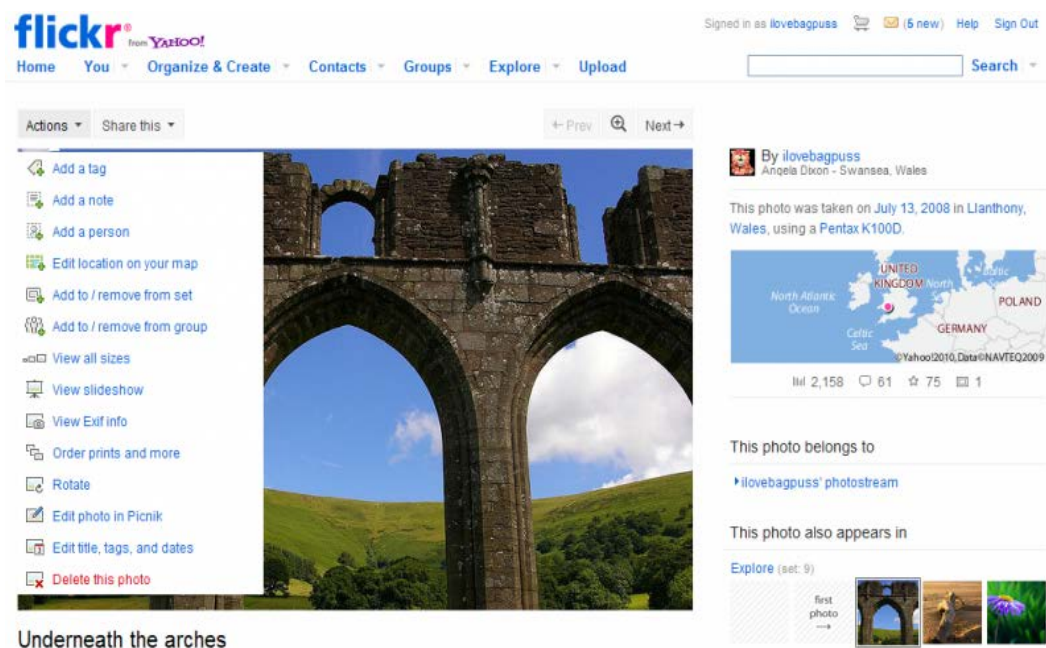 flickr® from YAHOO!
Signed in as ilovebagpuss (5 new) Help Sign Out
Home You Organize & Create Contacts Groups Explore Upload Search
Actions Share this ← Prev Next →
Add a tag
Add a note
Add a person
Edit location on your map
Add to / remove from set
Add to / remove from group
View all sizes
View slideshow
View Exif info
Order prints and more
Rotate
Edit photo in Picnik
Edit title, tags, and dates
Delete this photo
Underneath the arches
By ilovebagpuss
Angela Dixon - Swansea, Wales
This photo was taken on July 13, 2008 in Llanthony,
Wales, using a Pentax K100D.
UNITED
KINGDOM
North
Baltic
North Atlantic
Ocean
POLAND
GERMANY
Celtic
Sea
©Yahoo!2010, Data©NAVTEQ2009
2,158 61 75 1
This photo belongs to
ilovebagpuss' photostream
This photo also appears in
Explore (set: 9)
first
photo
→